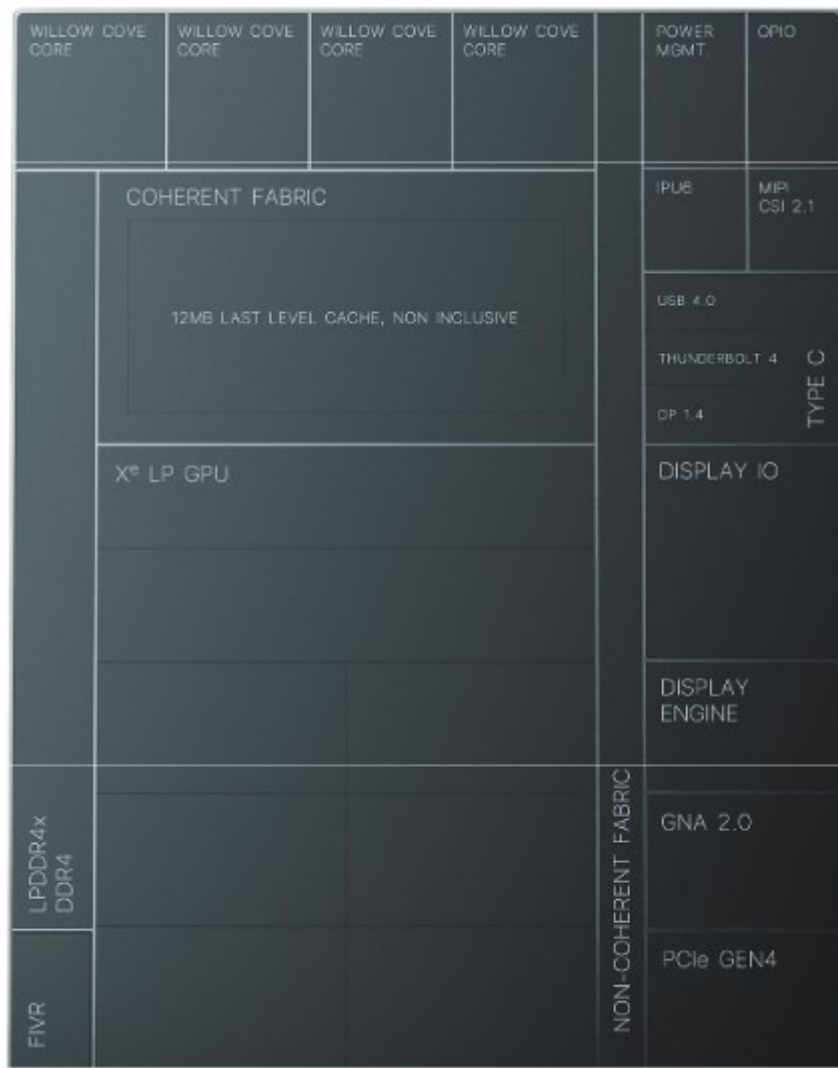 WILLOW COVE
CORE
WILLOW COVE
CORE
WILLOW COVE
CORE
WILLOW COVE
CORE
POWER
MGMT.
OPIO
COHERENT FABRIC
12MB LAST LEVEL CACHE, NON INCLUSIVE
IPU6
MIPI
CSI 2.1
USB 4.0
THUNDERBOLT 4
DP 1.4
TYPE C
Xᵉ LP GPU
DISPLAY IO
DISPLAY
ENGINE
GNA 2.0
PCIe GEN4
LPDDR4x
DDR4
FIVR
NON-COHERENT FABRIC